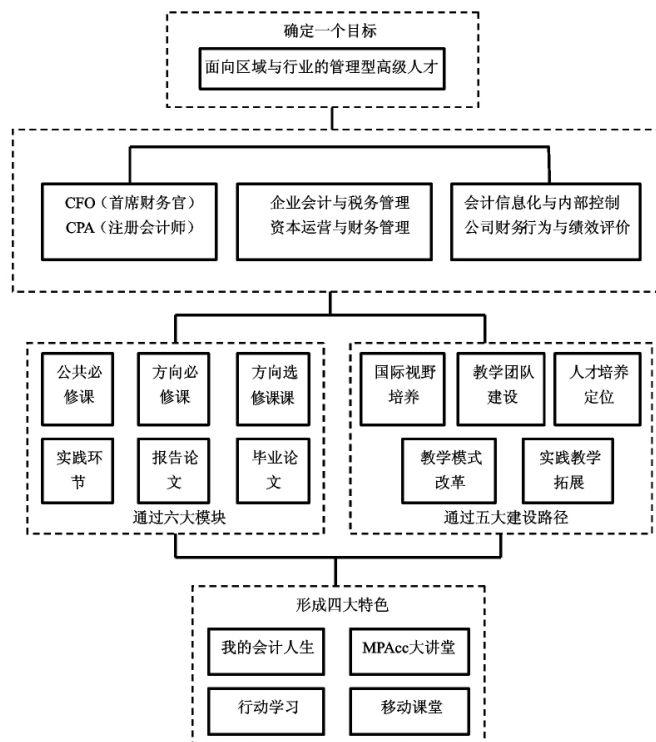 确定一个目标
面向区域与行业的管理型高级人才
CFO（首席财务官）
CPA（注册会计师）
企业会计与税务管理
资本运营与财务管理
会计信息化与内部控制
公司财务行为与绩效评价
公共必
修课
方向必
修课
方向选
修课课
实践环
节
报告论
文
毕业论
文
通过六大模块
国际视野
培养
教学团队
建设
人才培养
定位
教学模式
改革
实践教学
拓展
通过五大建设路径
形成四大特色
我的会计人生
MPAcc大讲堂
行动学习
移动课堂